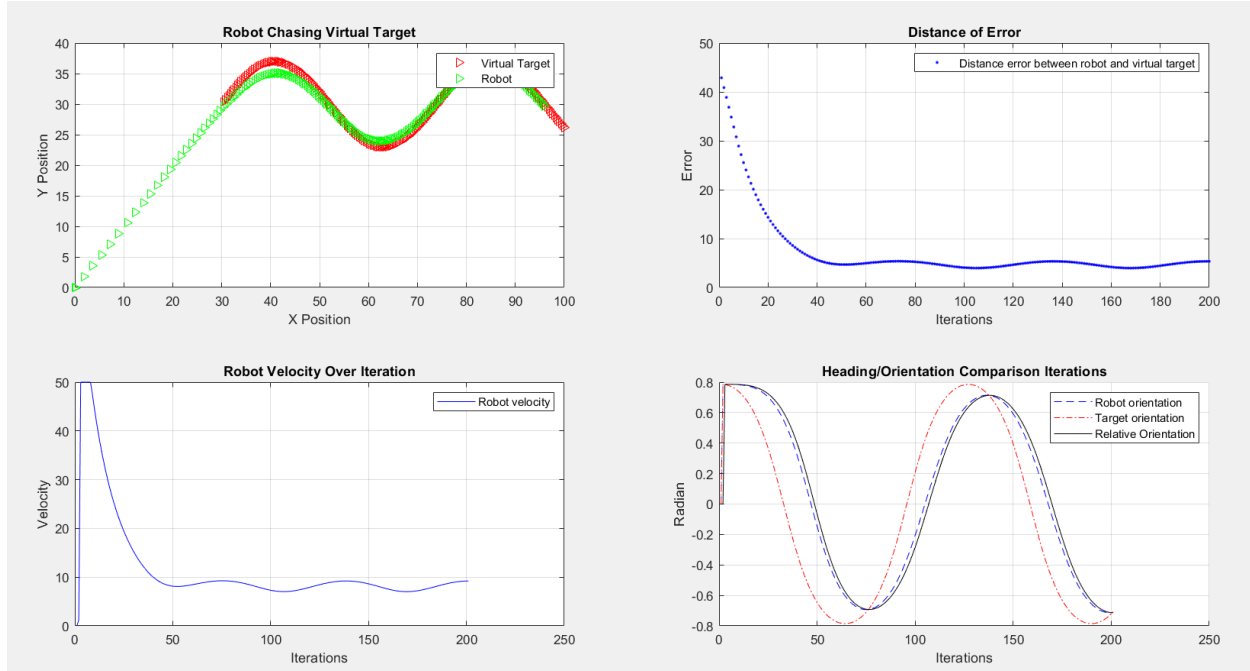 Robot Chasing Virtual Target
40
35
30
25
20
15
10
5
0
Y Position
Virtual Target
Robot
0 10 20 30 40 50 60 70 80 90 100
X Position
Distance of Error
50
40
30
20
10
0
Error
Distance error between robot and virtual target
0 20 40 60 80 100 120 140 160 180 200
Iterations
Robot Velocity Over Iteration
50
40
30
20
10
0
Velocity
Robot velocity
0 50 100 150 200 250
Iterations
Heading/Orientation Comparison Iterations
0.8
0.6
0.4
0.2
0
-0.2
-0.4
-0.6
-0.8
Radian
Robot orientation
Target orientation
Relative Orientation
0 50 100 150 200 250
Iterations